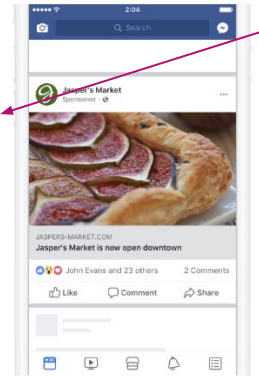 2:04
Search
Jasper's Market
Sponsored ·
JASPERS-MARKET.COM
Jasper's Market is now open downtown
John Evans and 23 others 2 Comments
Like Comment Share